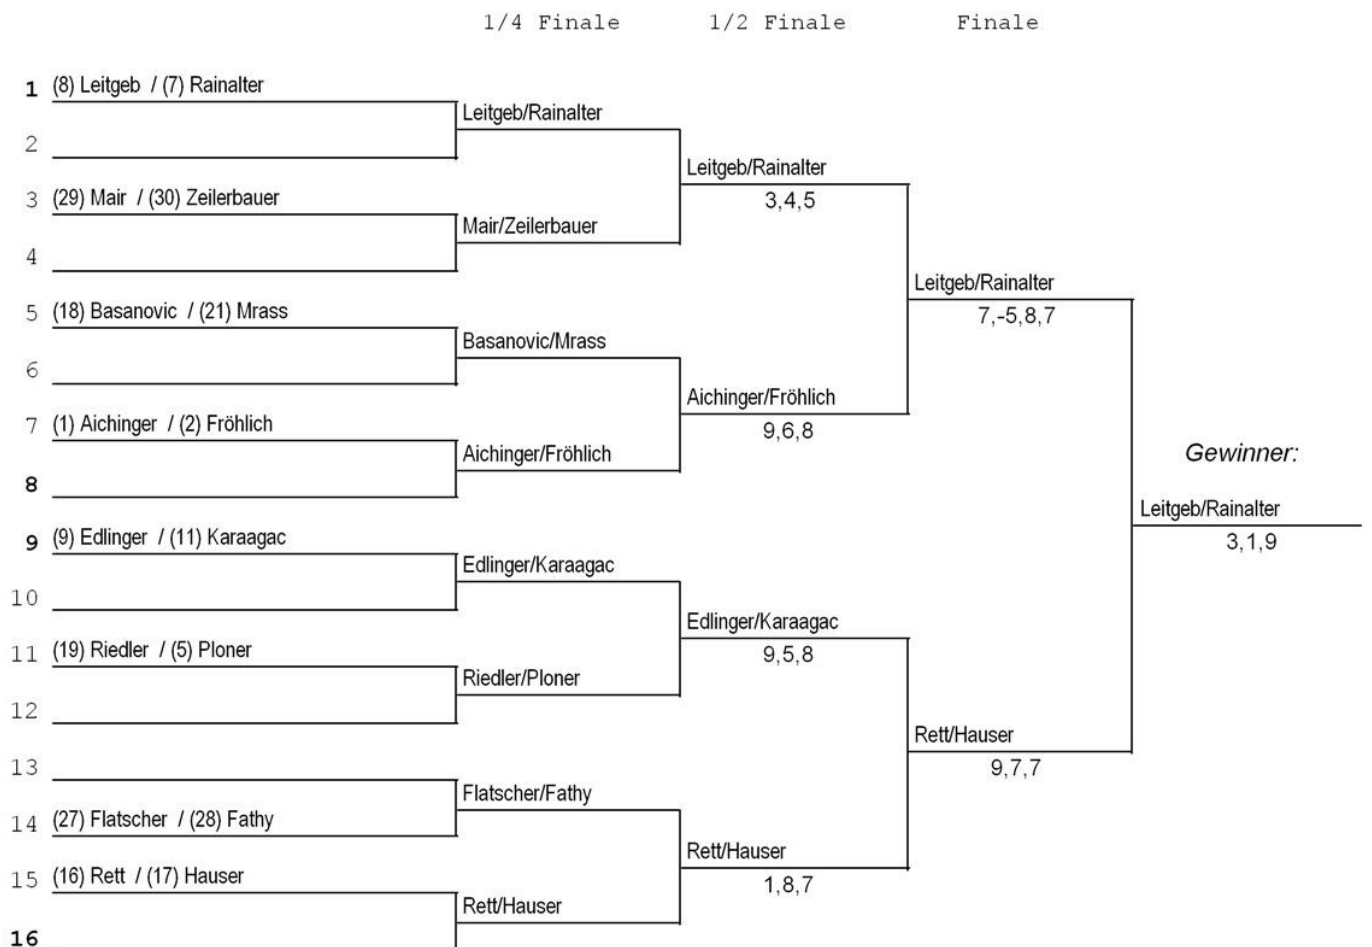 1/4 Finale 1/2 Finale Finale
1 (8) Leitgeb / (7) Rainalter
Leitgeb/Rainalter
2
Leitgeb/Rainalter
3 (29) Mair / (30) Zeilerbauer
3,4,5
Mair/Zeilerbauer
4
Leitgeb/Rainalter
5 (18) Basanovic / (21) Mrass
7,-5,8,7
Basanovic/Mrass
6
Aichinger/Fröhlich
7 (1) Aichinger / (2) Fröhlich
9,6,8
Aichinger/Fröhlich
Gewinner:
8
Leitgeb/Rainalter
9 (9) Edlinger / (11) Karaagac
3,1,9
Edlinger/Karaagac
10
Edlinger/Karaagac
11 (19) Riedler / (5) Ploner
9,5,8
Riedler/Ploner
12
Rett/Hauser
13
9,7,7
Flatscher/Fathy
14 (27) Flatscher / (28) Fathy
Rett/Hauser
15 (16) Rett / (17) Hauser
1,8,7
Rett/Hauser
16